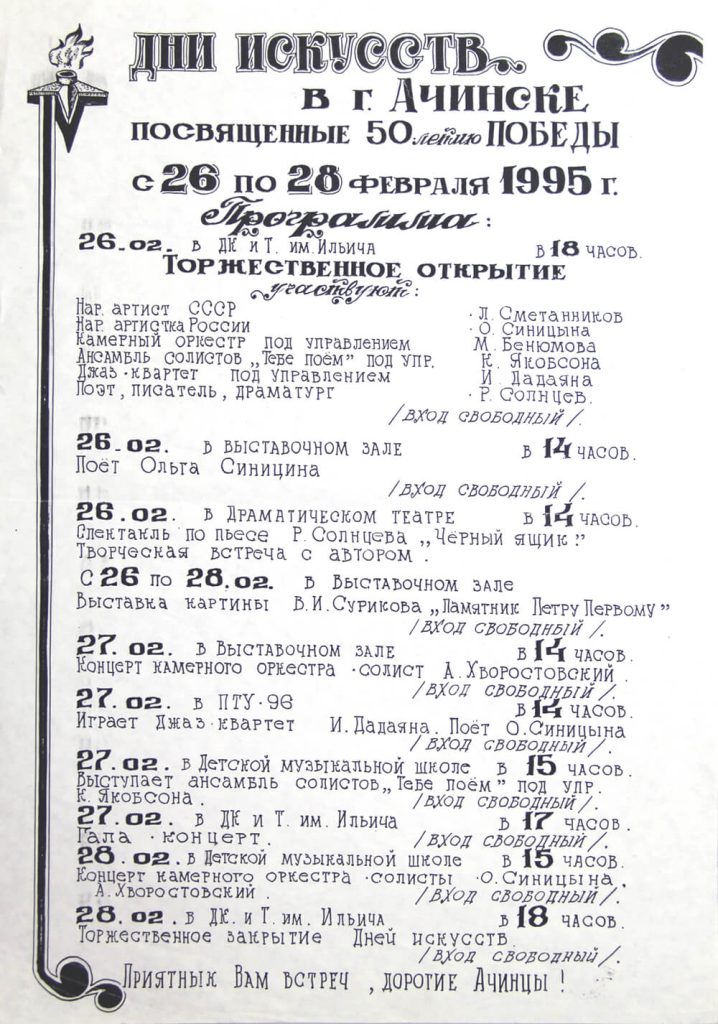 ДНИ ИСКУССТВ
В Г. АЧИНСКЕ
ПОСВЯЩЕННЫЕ 50летию ПОБЕДЫ
С 26 ПО 28 ФЕВРАЛЯ 1995 Г.
Программа:
26.02. в ДК и Т. им. Ильича в 18 часов.
ТОРЖЕСТВЕННОЕ ОТКРЫТИЕ
участвуют:
Нар. артист СССР · Л. Сметанников
Нар. артистка России · О. Синицына
Камерный оркестр под управлением М. Бенюмова
Ансамбль солистов „Тебе поём" под упр. К. Якобсона
Джаз · квартет под управлением И. Дадаяна
Поэт, писатель, драматург · Р. Солнцев.
/вход свободный/.
26.02. в выставочном зале в 14 часов.
Поёт Ольга Синицина
/вход свободный/.
26.02. в Драматическом театре в 14 часов.
Спектакль по пьесе Р. Солнцева „Чёрный ящик!"
Творческая встреча с автором.
С 26 по 28.02. в Выставочном зале
Выставка картины В.И. Сурикова „Памятник Петру Первому"
/вход свободный/.
27.02. в Выставочном зале в 14 часов.
Концерт камерного оркестра · солист А. Хворостовский.
/вход свободный/.
27.02. в ПТУ · 96 в 14 часов.
Играет Джаз · квартет И. Дадаяна. Поёт О. Синицына
/вход свободный/.
27.02. в Детской музыкальной школе в 15 часов.
Выступает ансамбль солистов „Тебе поём" под упр.
К. Якобсона. /вход свободный/.
27.02. в ДК и Т. им. Ильича в 17 часов.
Гала · концерт. /вход свободный/.
28.02. в Детской музыкальной школе в 15 часов.
Концерт камерного оркестра · солисты · О. Синицына,
А. Хворостовский. /вход свободный/.
28.02. в ДК. и Т. им. Ильича в 18 часов.
Торжественное закрытие Дней искусств.
/вход свободный/.
Приятных Вам встреч, дорогие Ачинцы!